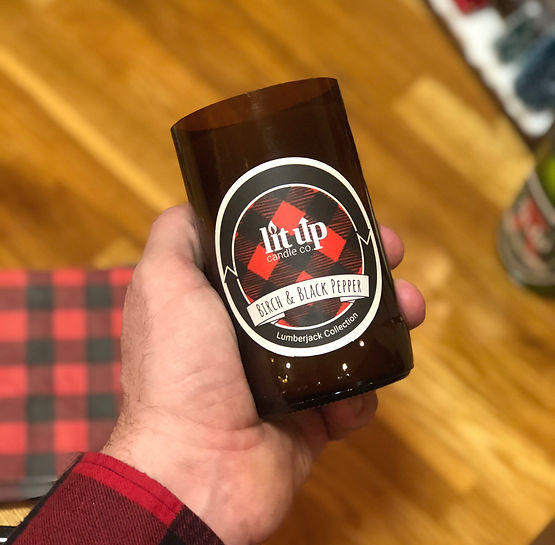 lit up
candle co.
BIRCH & BLACK PEPPER
Lumberjack Collection